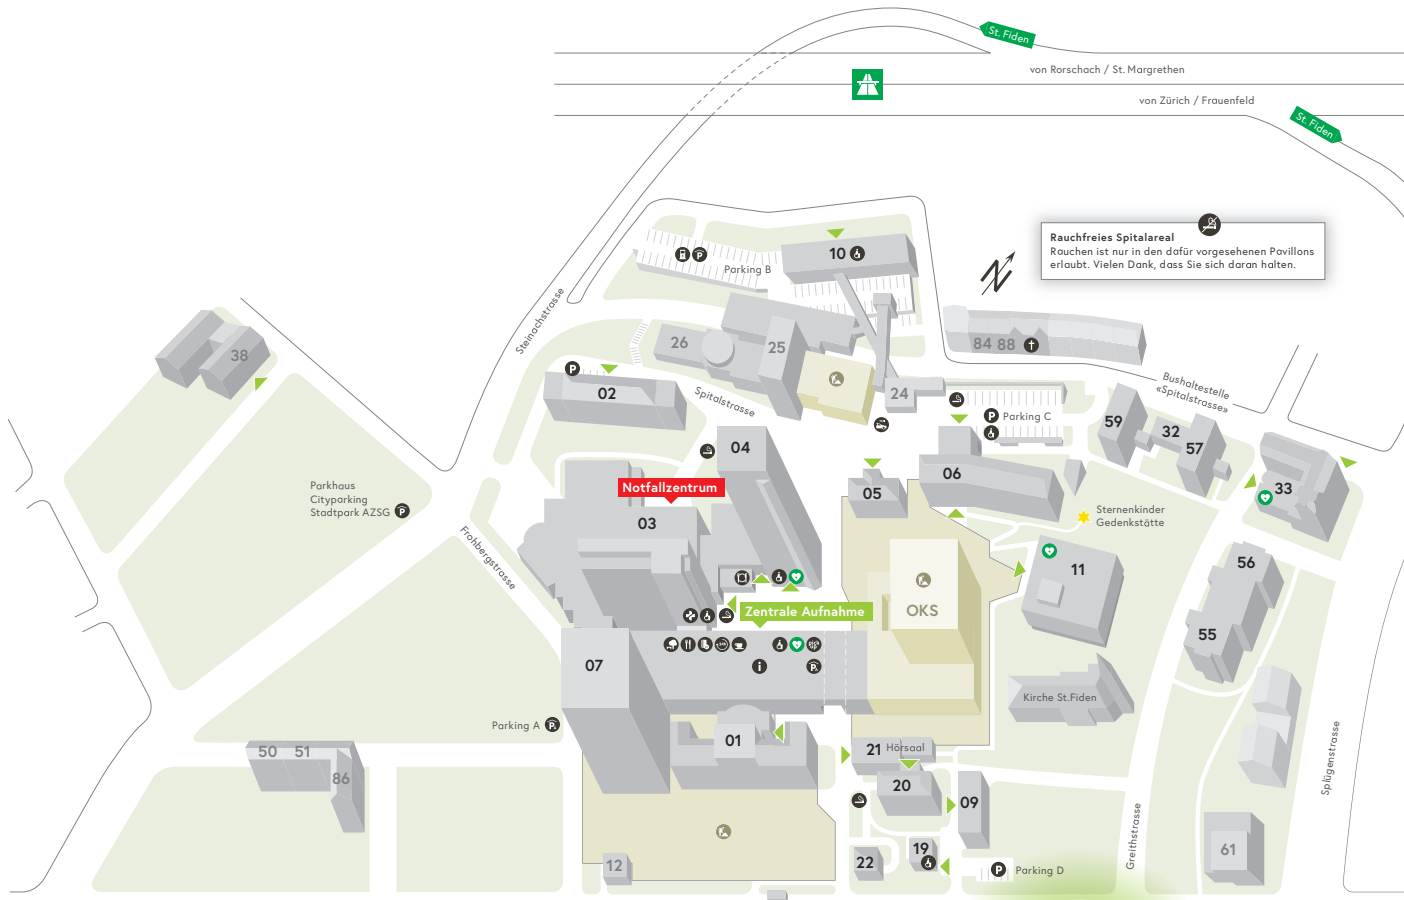 St. Fiden
von Rorschach / St. Margrethen
von Zürich / Frauenfeld
St. Fiden
Rauchfreies Spitalareal
Rauchen ist nur in den dafür vorgesehenen Pavillons
erlaubt. Vielen Dank, dass Sie sich daran halten.
N
10
P
Parking B
Steinachstrasse
84 88
26
25
38
P
02
24
Spitalstrasse
Bushaltestelle
«Spitalstrasse»
P
Parking C
59
32
57
04
06
05
33
Notfallzentrum
Parkhaus
Cityparking
Stadtpark AZSG
P
03
Sternenkinder
Gedenkstätte
Frohbergstrasse
11
56
OKS
Zentrale Aufnahme
55
07
i
P
Kirche St.Fiden
Parking A
P
01
21
Hörsaal
50
51
86
20
09
Splügenstrasse
Greithstrasse
12
22
19
P
Parking D
61